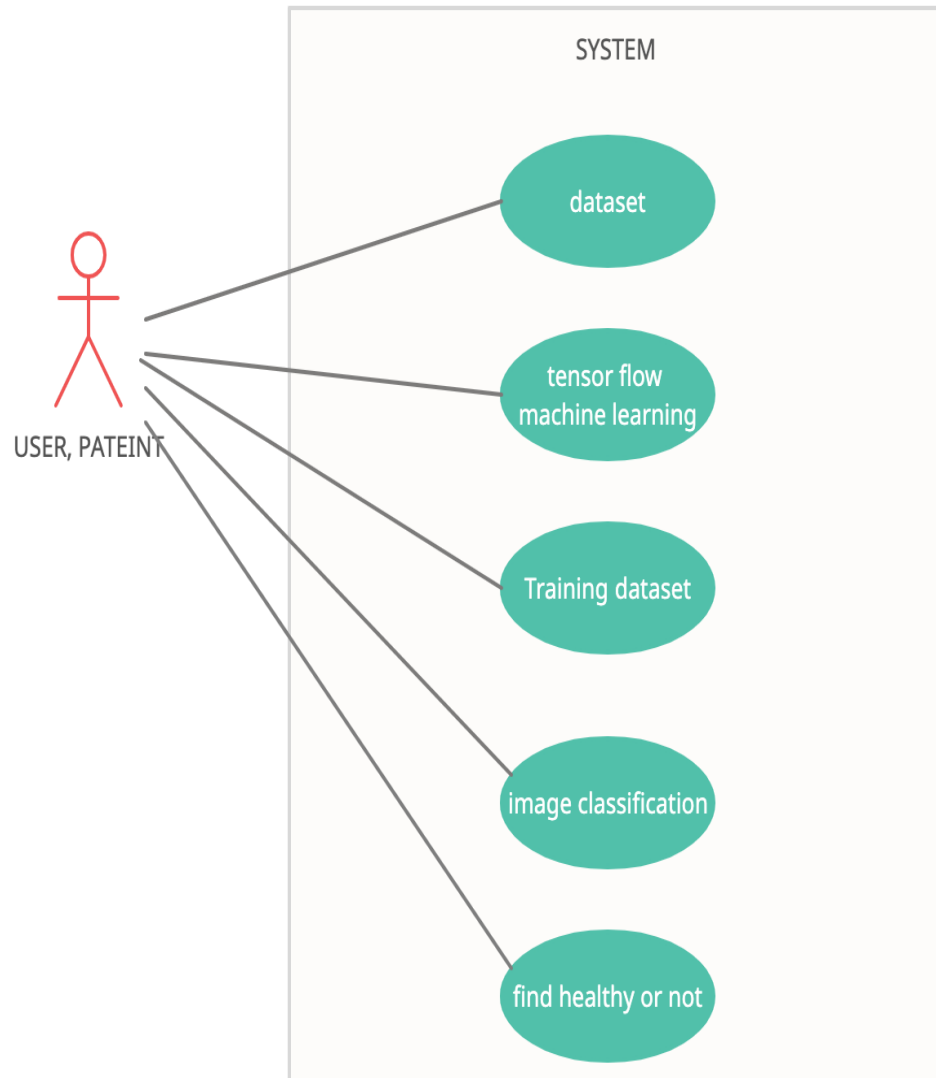 SYSTEM
dataset
tensor flow
machine learning
USER, PATEINT
Training dataset
image classification
find healthy or not